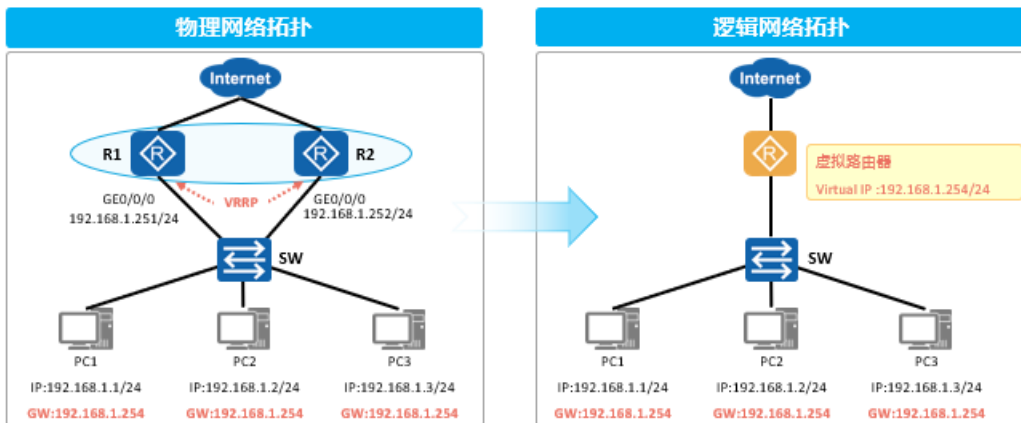 物理网络拓扑
Internet
R1
R2
GE0/0/0
192.168.1.251/24
VRRP
GE0/0/0
192.168.1.252/24
SW
PC1
PC2
PC3
IP:192.168.1.1/24
IP:192.168.1.2/24
IP:192.168.1.3/24
GW:192.168.1.254
GW:192.168.1.254
GW:192.168.1.254
逻辑网络拓扑
Internet
R
虚拟路由器
Virtual IP :192.168.1.254/24
SW
PC1
PC2
PC3
IP:192.168.1.1/24
IP:192.168.1.2/24
IP:192.168.1.3/24
GW:192.168.1.254
GW:192.168.1.254
GW:192.168.1.254